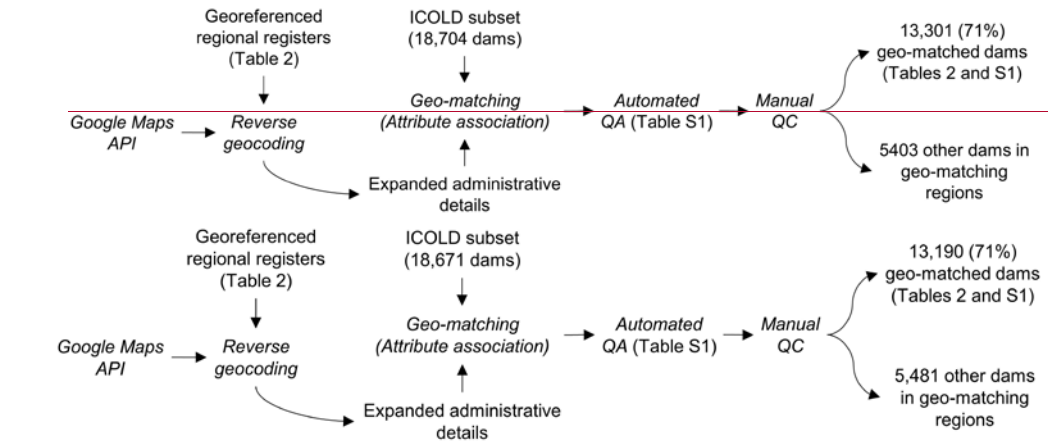 Georeferenced
regional registers
(Table 2)
ICOLD subset
(18,704 dams)
13,301 (71%)
geo-matched dams
(Tables 2 and S1)
Google Maps
API
Reverse
geocoding
Geo-matching
(Attribute association)
Automated
QA (Table S1)
Manual
QC
Expanded administrative
details
5403 other dams in
geo-matching
regions
Georeferenced
regional registers
(Table 2)
ICOLD subset
(18,671 dams)
13,190 (71%)
geo-matched dams
(Tables 2 and S1)
Google Maps
API
Reverse
geocoding
Geo-matching
(Attribute association)
Automated
QA (Table S1)
Manual
QC
Expanded administrative
details
5,481 other dams
in geo-matching
regions